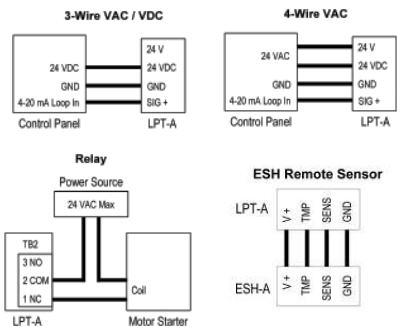 3-Wire VAC / VDC
24 V
24 VDC
24 VDC
GND
GND
4-20 mA Loop In
SIG +
Control Panel
LPT-A
4-Wire VAC
24 VAC
24 V
24 VDC
GND
GND
4-20 mA Loop In
SIG +
Control Panel
LPT-A
Relay
Power Source
24 VAC Max
TB2
3 NO
2 COM
1 NC
Coil
LPT-A
Motor Starter
ESH Remote Sensor
LPT-A
V +
TMP
SENS
GND
ESH-A
V +
TMP
SENS
GND